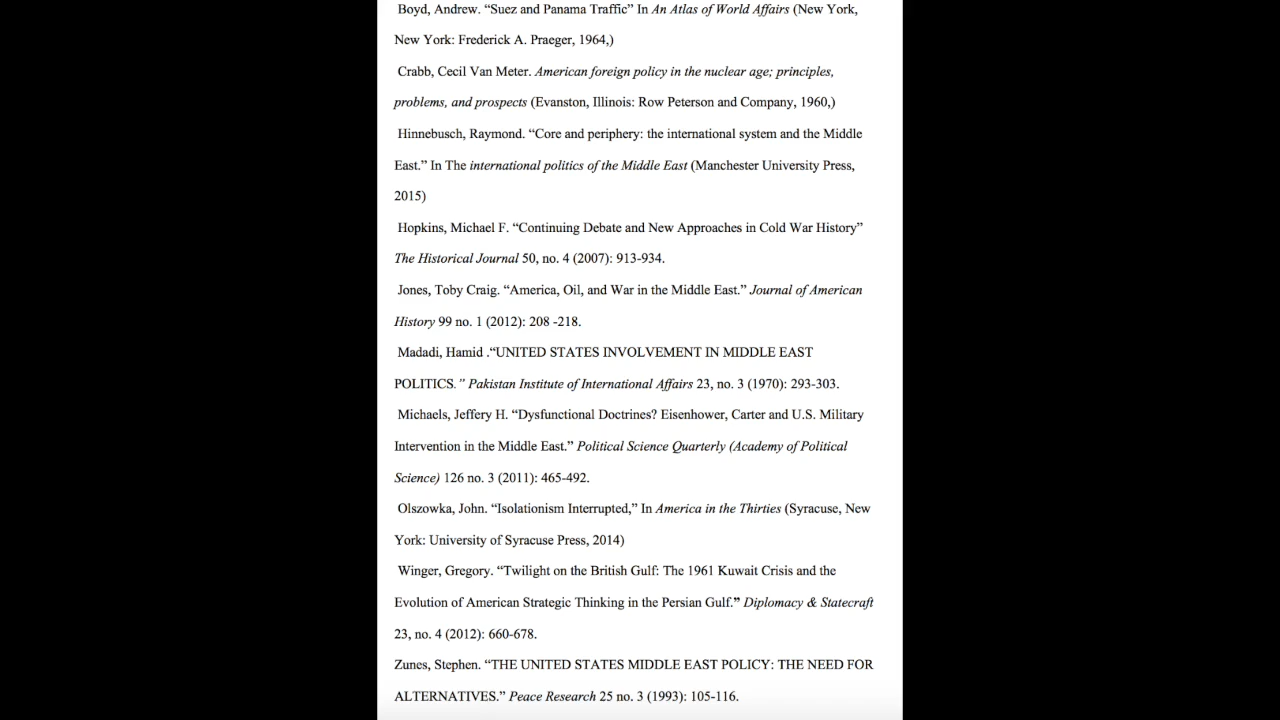 Boyd, Andrew. “Suez and Panama Traffic” In An Atlas of World Affairs (New York,
New York: Frederick A. Praeger, 1964,)
Crabb, Cecil Van Meter. American foreign policy in the nuclear age; principles,
problems, and prospects (Evanston, Illinois: Row Peterson and Company, 1960,)
Hinnebusch, Raymond. “Core and periphery: the international system and the Middle
East.” In The international politics of the Middle East (Manchester University Press,
2015)
Hopkins, Michael F. “Continuing Debate and New Approaches in Cold War History”
The Historical Journal 50, no. 4 (2007): 913-934.
Jones, Toby Craig. “America, Oil, and War in the Middle East.” Journal of American
History 99 no. 1 (2012): 208 -218.
Madadi, Hamid .“UNITED STATES INVOLVEMENT IN MIDDLE EAST
POLITICS.” Pakistan Institute of International Affairs 23, no. 3 (1970): 293-303.
Michaels, Jeffery H. “Dysfunctional Doctrines? Eisenhower, Carter and U.S. Military
Intervention in the Middle East.” Political Science Quarterly (Academy of Political
Science) 126 no. 3 (2011): 465-492.
Olszowka, John. “Isolationism Interrupted,” In America in the Thirties (Syracuse, New
York: University of Syracuse Press, 2014)
Winger, Gregory. “Twilight on the British Gulf: The 1961 Kuwait Crisis and the
Evolution of American Strategic Thinking in the Persian Gulf.” Diplomacy & Statecraft
23, no. 4 (2012): 660-678.
Zunes, Stephen. “THE UNITED STATES MIDDLE EAST POLICY: THE NEED FOR
ALTERNATIVES.” Peace Research 25 no. 3 (1993): 105-116.